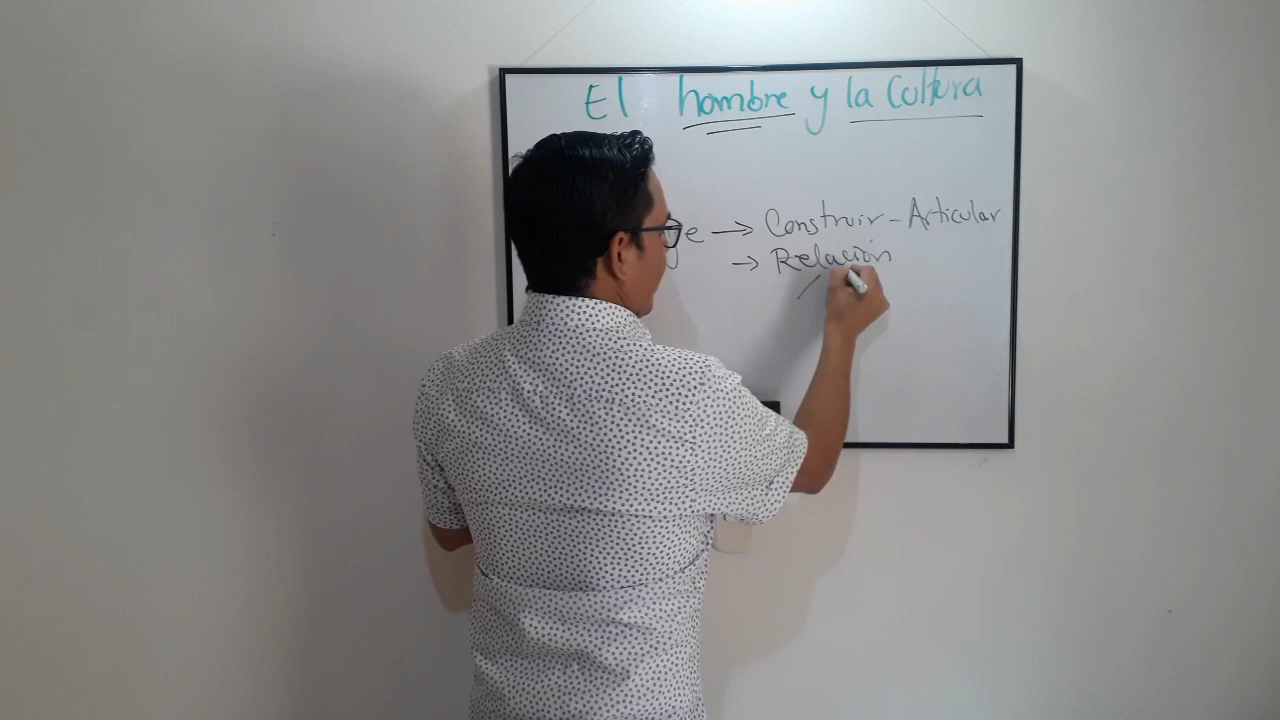 El hombre y la Cultura
→ Construir - Articular
→ Relación